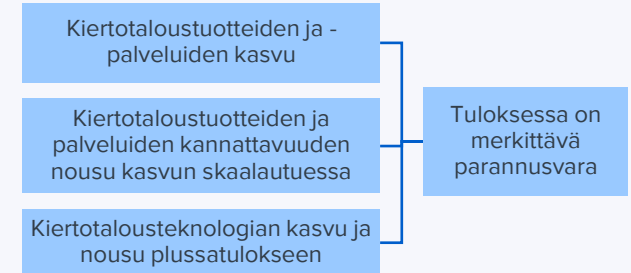 Kiertotaloustuotteiden ja -
palveluiden kasvu
Kiertotaloustuotteiden ja
palveluiden kannattavuuden
nousu kasvun skaalautuessa
Kiertotalousteknologian kasvu ja
nousu plussatulokseen
Tuloksessa on
merkittävä
parannusvara